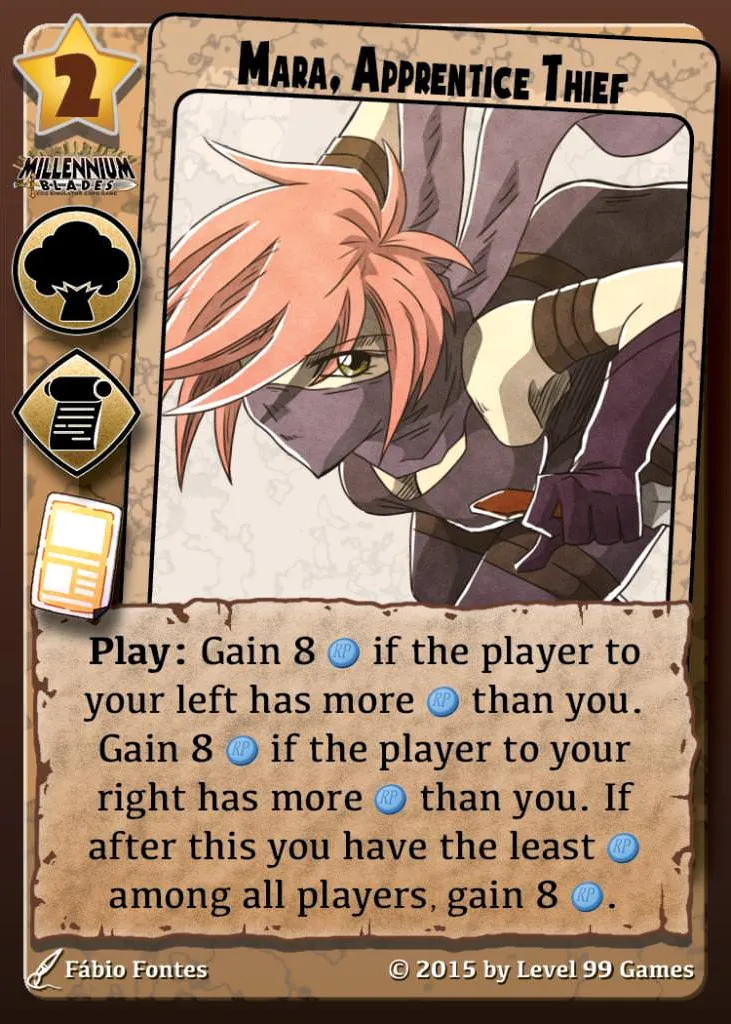 2
MARA, APPRENTICE THIEF
MILLENNIUM
BLADES
Play: Gain 8 RP if the player to
your left has more RP than you.
Gain 8 RP if the player to your
right has more RP than you. If
after this you have the least RP
among all players, gain 8 RP.
Fábio Fontes
© 2015 by Level 99 Games